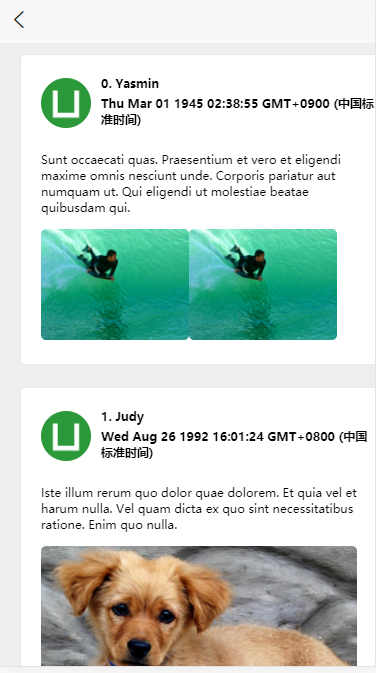 0. Yasmin
Thu Mar 01 1945 02:38:55 GMT+0900 (中国标
准时间)
Sunt occaecati quas. Praesentium et vero et eligendi
maxime omnis nesciunt unde. Corporis pariatur aut
numquam ut. Qui eligendi ut molestiae beatae
quibusdam qui.
1. Judy
Wed Aug 26 1992 16:01:24 GMT+0800 (中国
标准时间)
Iste illum rerum quo dolor quae dolorem. Et quia vel et
harum nulla. Vel quam dicta ex quo sint necessitatibus
ratione. Enim quo nulla.